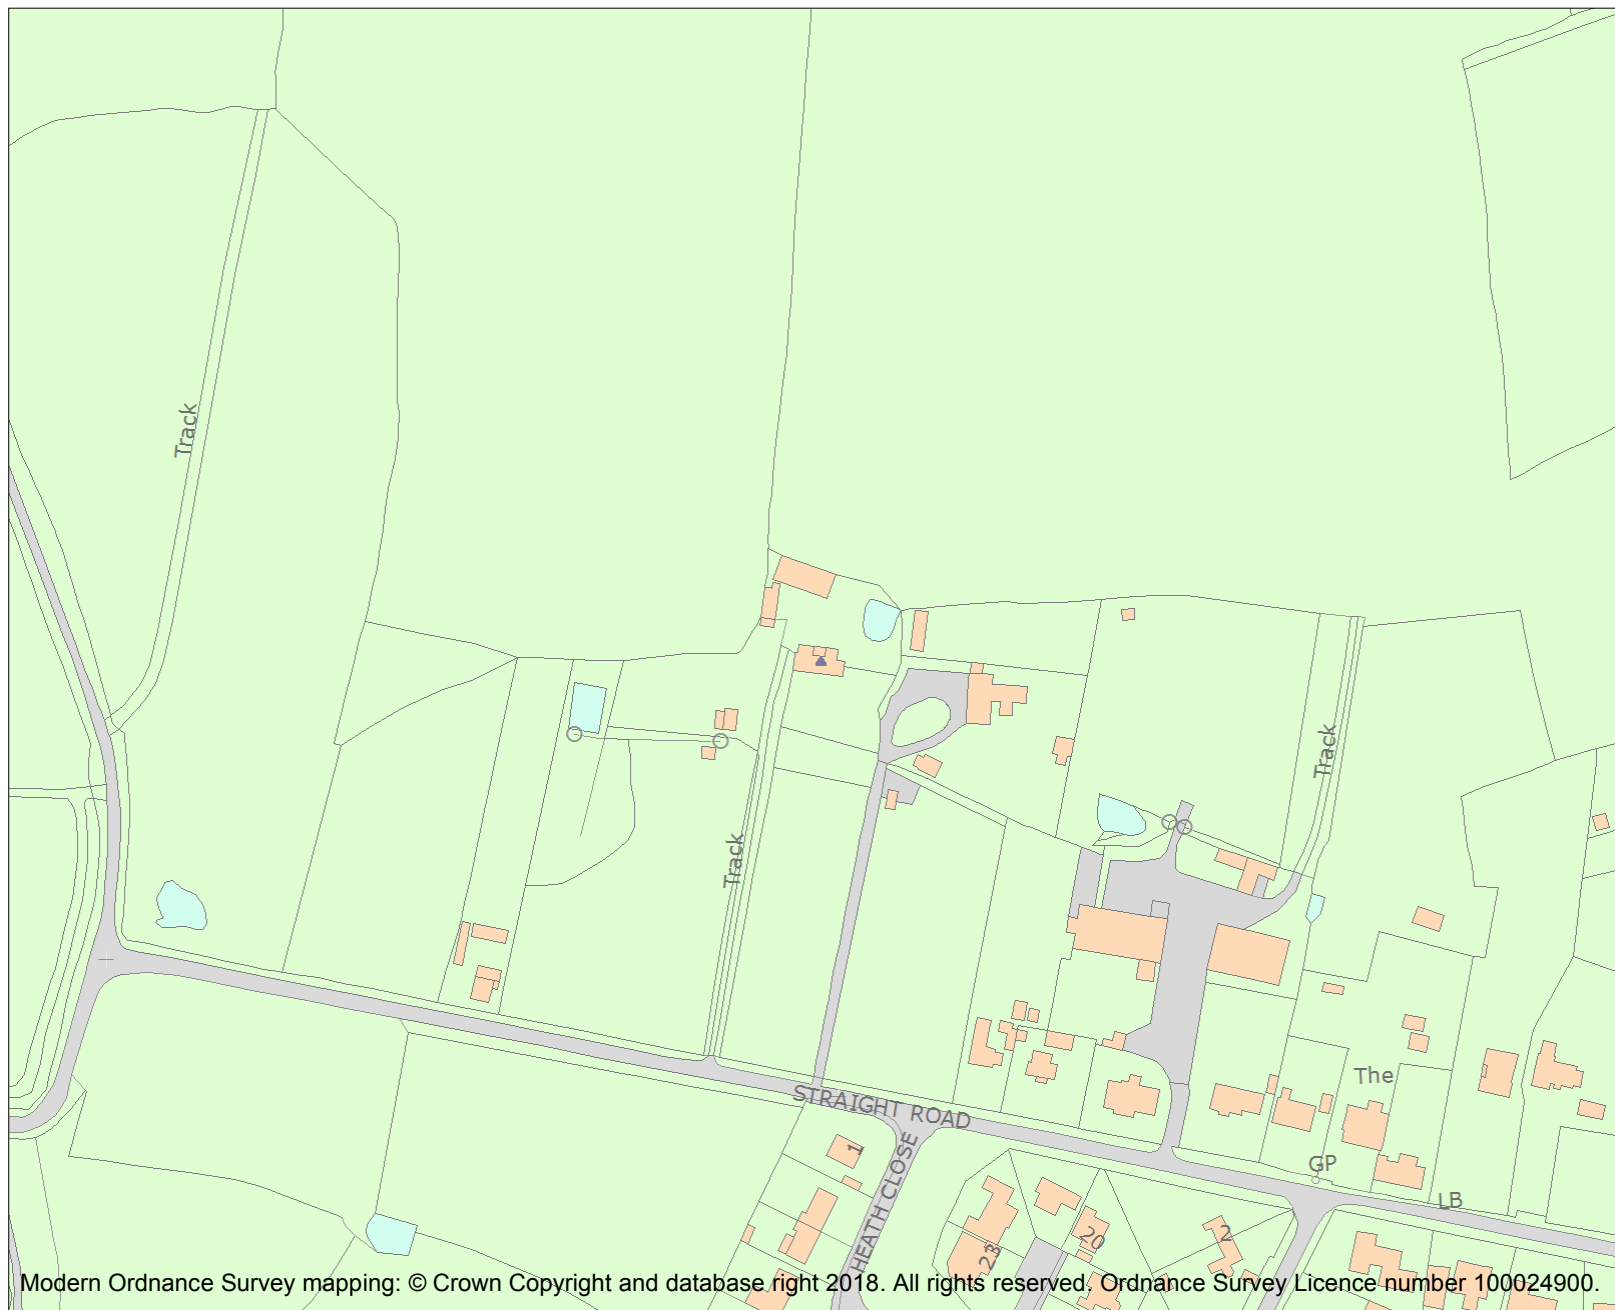 Track
Track
Track
The
STRAIGHT ROAD
HEATH CLOSE
1
GP
LB
2
20
23
Modern Ordnance Survey mapping: © Crown Copyright and database right 2018. All rights reserved. Ordnance Survey Licence number 100024900.